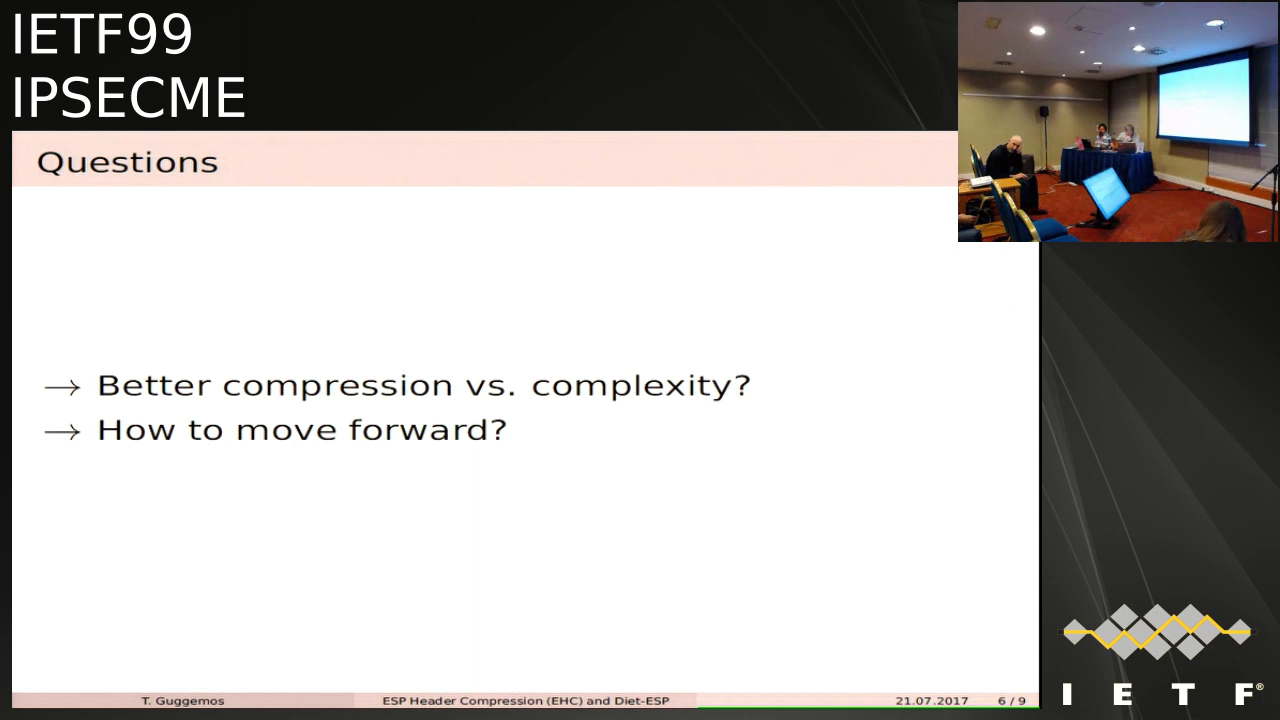 IETF99
IPSECME
Questions
→ Better compression vs. complexity?
→ How to move forward?
T. Guggemos
ESP Header Compression (EHC) and Diet-ESP
21.07.2017
6 / 9
I E T F®